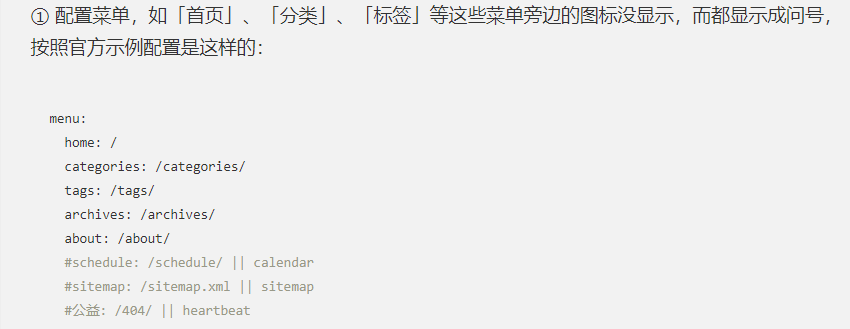 ① 配置菜单，如「首页」、「分类」、「标签」等这些菜单旁边的图标没显示，而都显示成问号，
按照官方示例配置是这样的：
menu:
  home: /
  categories: /categories/
  tags: /tags/
  archives: /archives/
  about: /about/
  #schedule: /schedule/ || calendar
  #sitemap: /sitemap.xml || sitemap
  #公益: /404/ || heartbeat